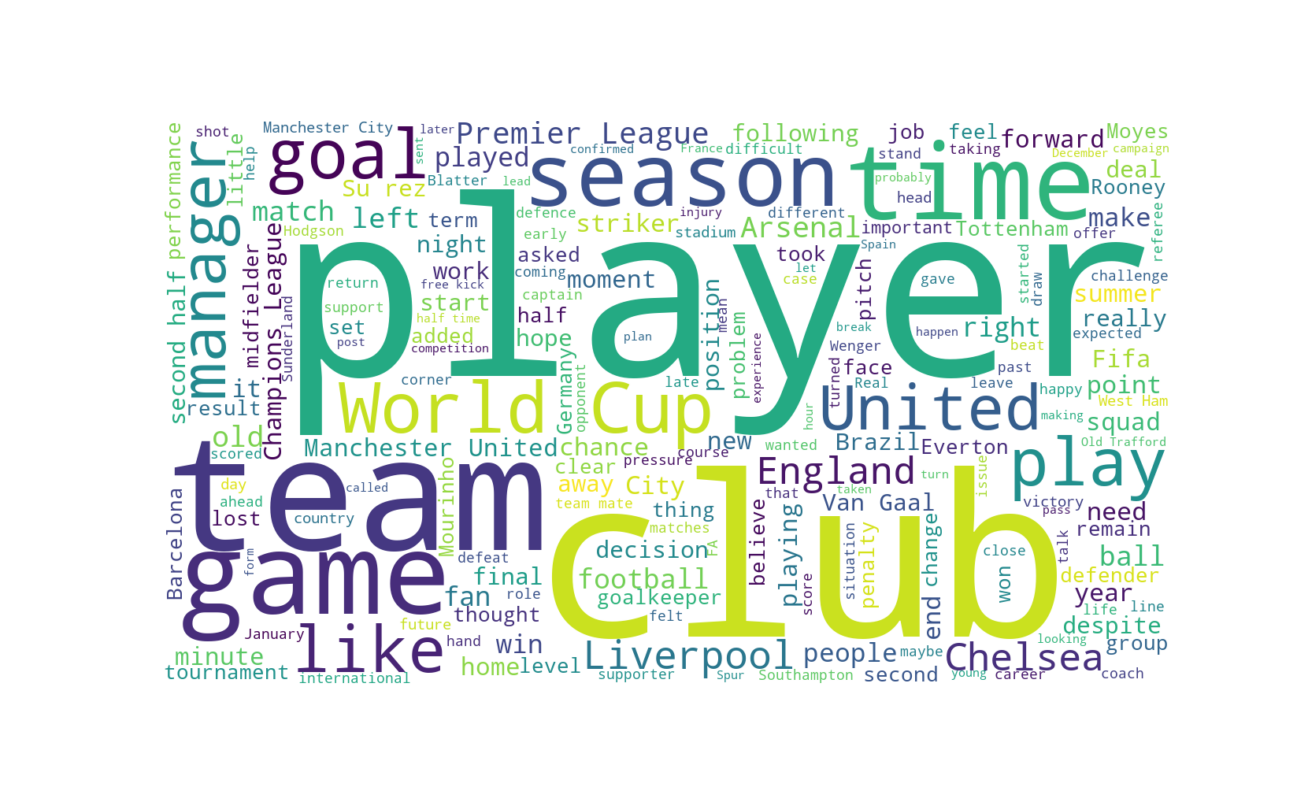 Manchester City
later
Premier League
following
job
feel
forward
Moyes
shot
goal
played
season
time
deal
campaign
December
taking
stand
confirmed
France
difficult
sent
help
little
manager
second half performance
Su rez
Blatter
lead
probably
Rooney
head
match
left
term
defence
striker
injury
different
Arsenal
important
Tottenham
make
offer
referee
Hodgson
night
early
stadium
took
Spain
midfielder
Champions League
Sunderland
work
asked
coming
moment
let
case
pitch
gave
started
draw
challenge
player
return
free kick
support
start
captain
position
mean
summer
set
half time
added
half
hope
post
competition
plan
problem
experience
break
Wenger
happen
right
beat
really
expected
Germany
opponent
late
turned
face
Real
past
leave
Fifa
it
result
corner
World Cup
hour
United
happy
point
West Ham
making
squad
old
scored
Manchester United
chance
new
wanted
course
Brazil
Everton
Old Trafford
play
team
clear
pressure
England
turn
issue
day
ahead
called
Mourinho
away
City
that
taken
Van Gaal
victory
pass
need
Barcelona
lost
country
team mate
thing
matches
believe
playing
club
remain
talk
game
form
defeat
decision
FA
score
situation
penalty
end change
close
won
ball
final
football
defender
fan
role
goalkeeper
year
life
line
January
like
future
thought
felt
despite
hand
win
looking
minute
home
level
Liverpool
people
maybe
Chelsea
group
tournament
international
supporter
Spur
Southampton
second
young
career
coach